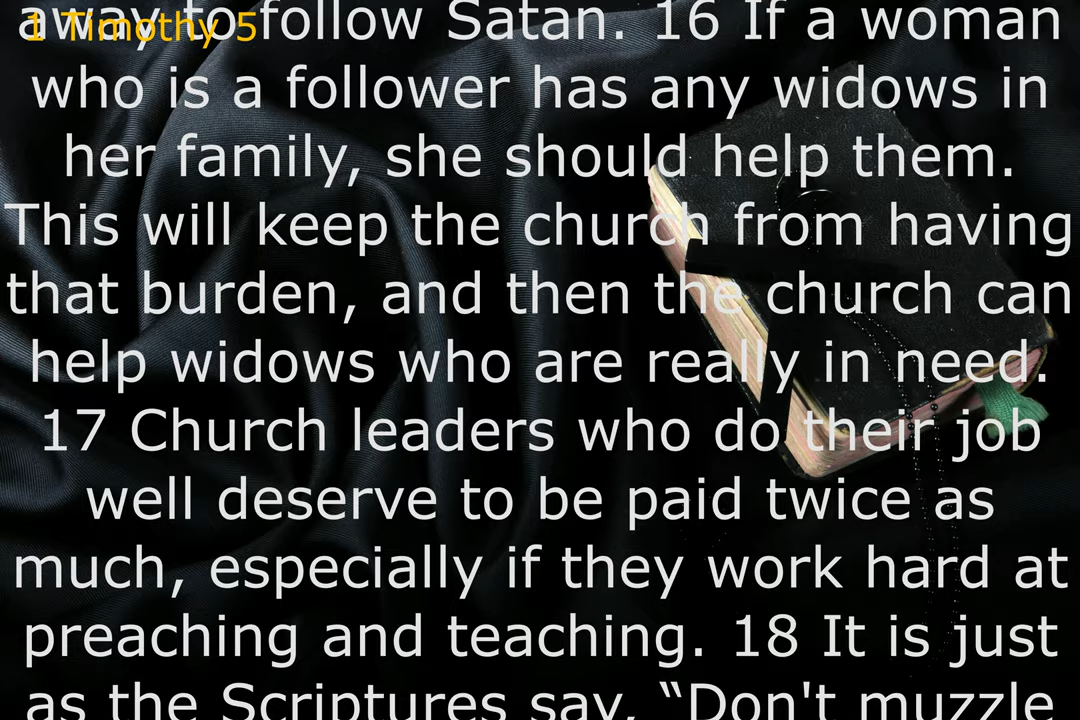 1 Timothy 5
away to follow Satan. 16 If a woman
who is a follower has any widows in
her family, she should help them.
This will keep the church from having
that burden, and then the church can
help widows who are really in need.
17 Church leaders who do their job
well deserve to be paid twice as
much, especially if they work hard at
preaching and teaching. 18 It is just
as the Scriptures say, “Don't muzzle